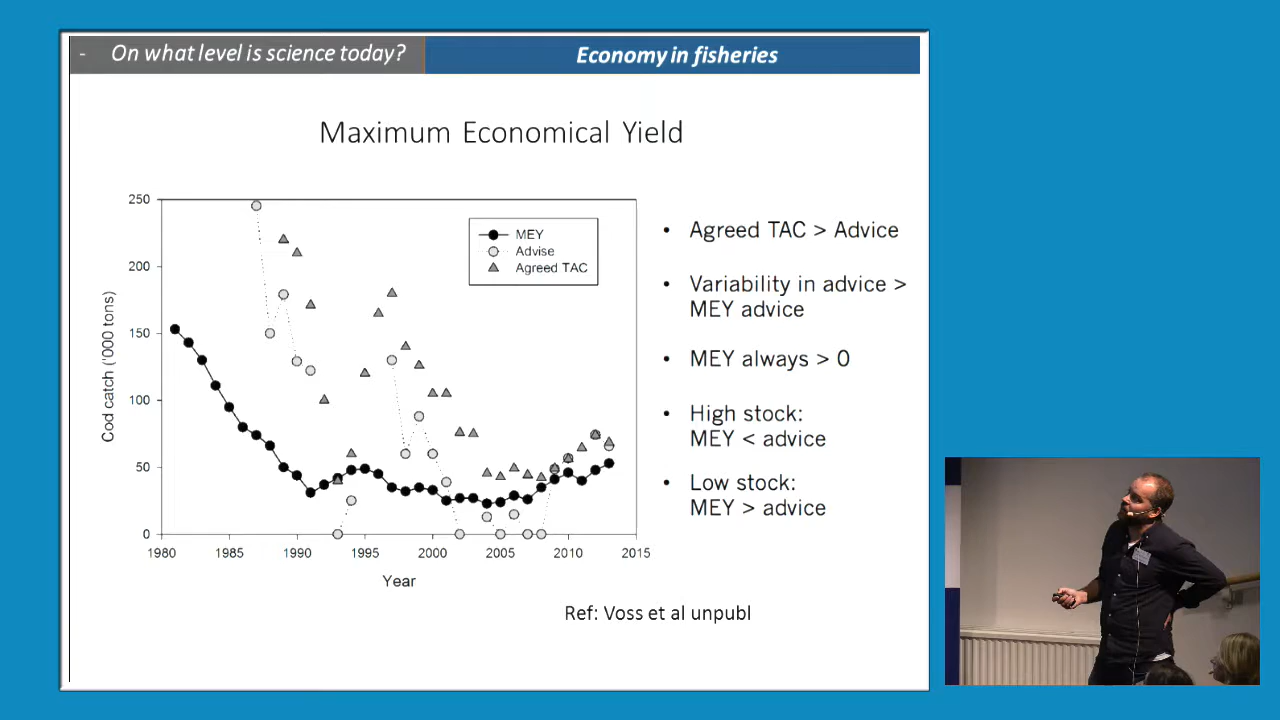 - On what level is science today?
Economy in fisheries
Maximum Economical Yield
250
200
150
100
50
0
Cod catch ('000 tons)
1980 1985 1990 1995 2000 2005 2010 2015
Year
MEY
Advise
Agreed TAC
• Agreed TAC > Advice
• Variability in advice >
MEY advice
• MEY always > 0
• High stock:
MEY < advice
• Low stock:
MEY > advice
Ref: Voss et al unpubl